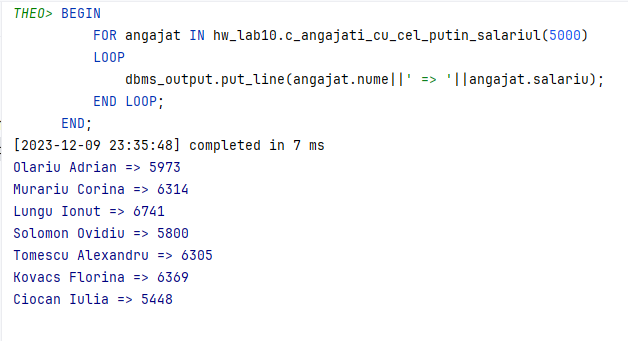 THEO> BEGIN
FOR angajat IN hw_lab10.c_angajati_cu_cel_putin_salariul(5000)
LOOP
dbms_output.put_line(angajat.nume||' => '||angajat.salariu);
END LOOP;
END;
[2023-12-09 23:35:48] completed in 7 ms
Olariu Adrian => 5973
Murariu Corina => 6314
Lungu Ionut => 6741
Solomon Ovidiu => 5800
Tomescu Alexandru => 6305
Kovacs Florina => 6369
Ciocan Iulia => 5448